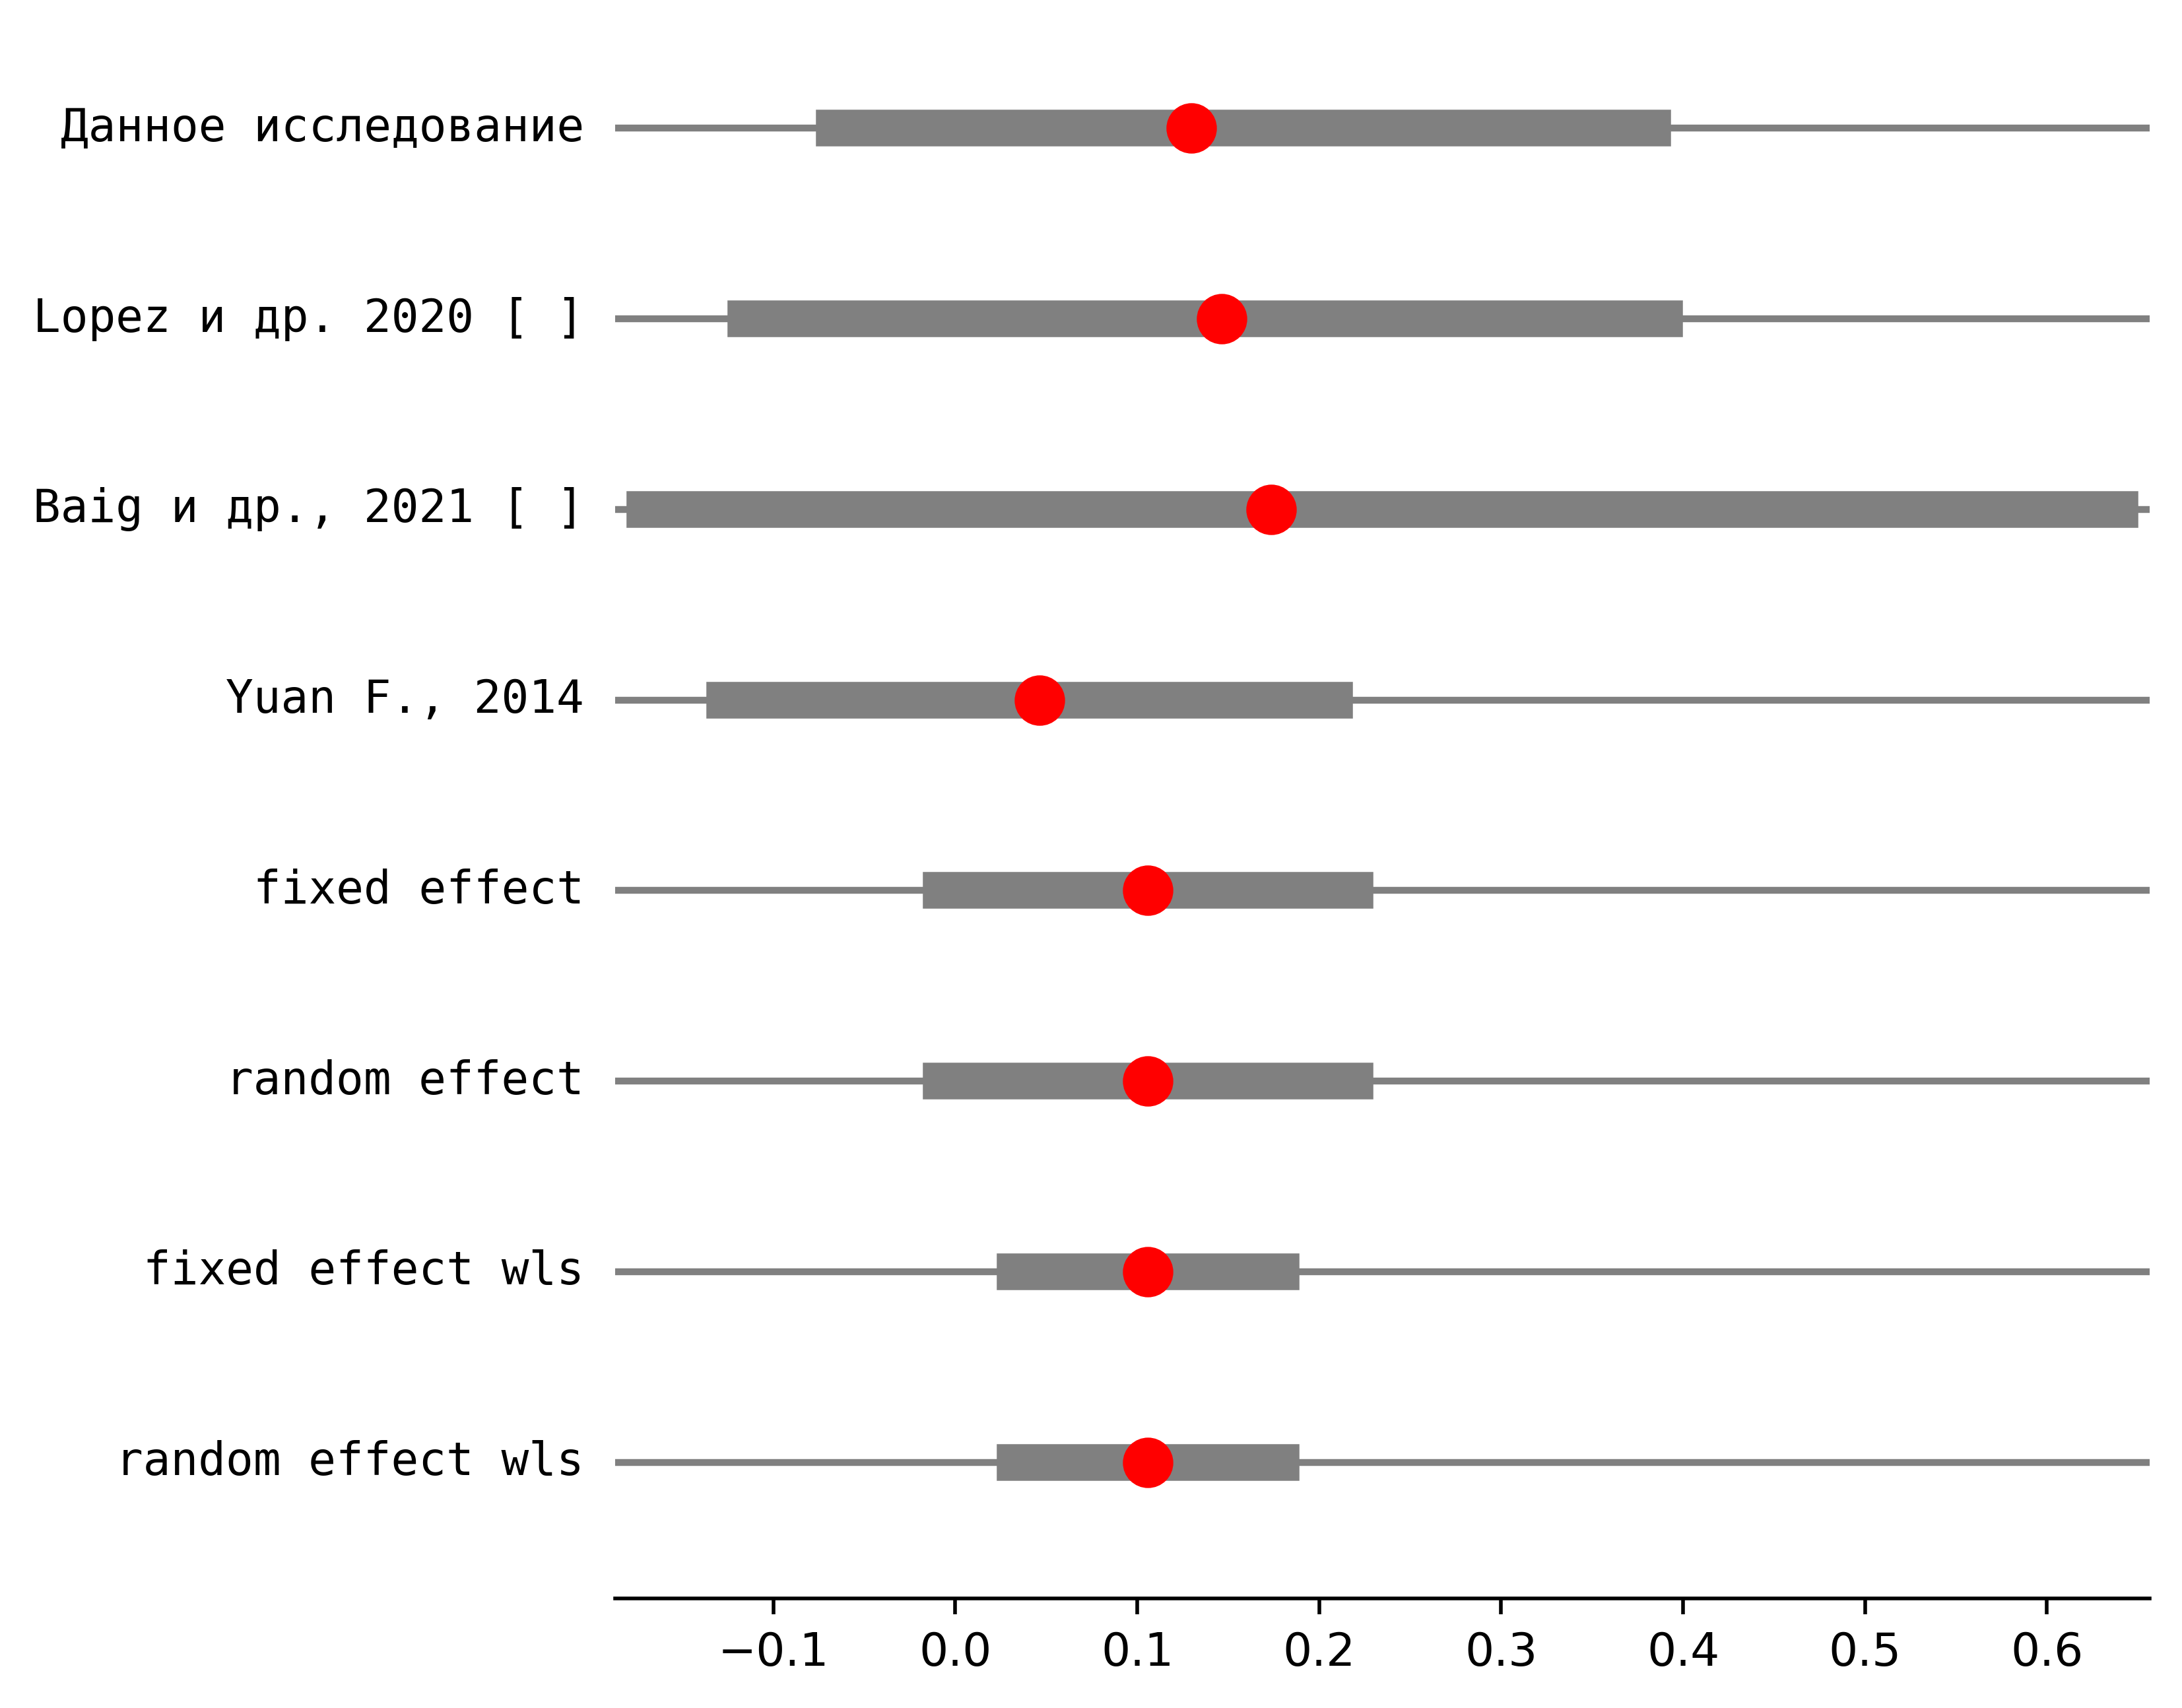 Данное исследование
Lopez и др. 2020 [ ]
Baig и др., 2021 [ ]
Yuan F., 2014
fixed effect
random effect
fixed effect wls
random effect wls
−0.1 0.0 0.1 0.2 0.3 0.4 0.5 0.6